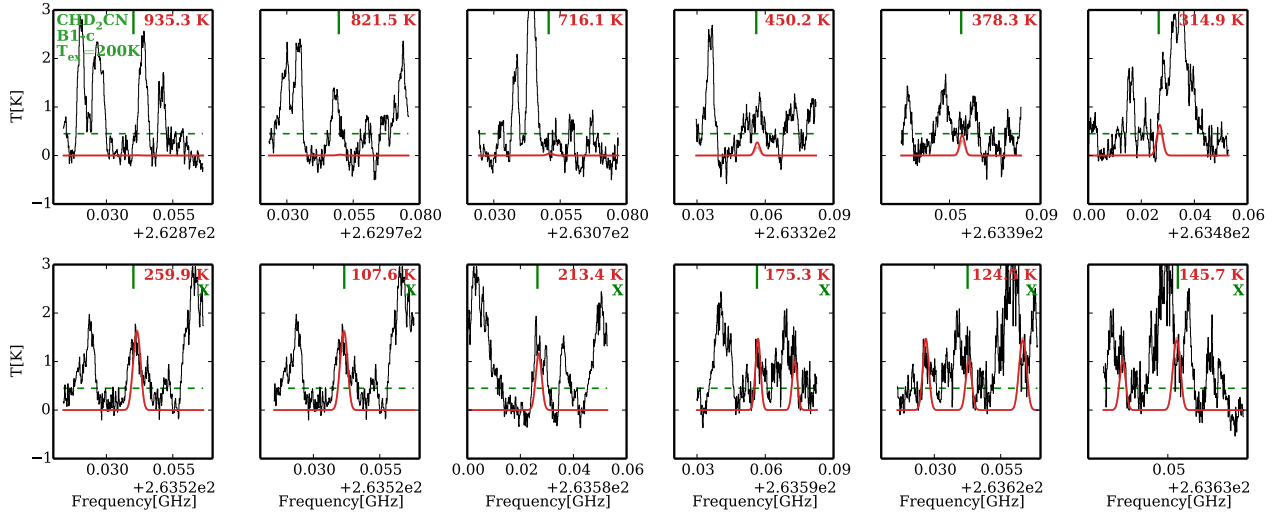 CHD2CN 935.3 K 821.5 K 716.1 K 450.2 K 378.3 K 314.9 K
B1-c
Tex=200K
3
2
1
0
−1
T[K]
0.030 0.055 0.030 0.055 0.080 0.030 0.055 0.080 0.03 0.06 0.09 0.05 0.09 0.00 0.02 0.04 0.06
+2.6287e2 +2.6297e2 +2.6307e2 +2.6332e2 +2.6339e2 +2.6348e2
259.9 K 107.6 K 213.4 K 175.3 K 124.5 K 145.7 K
X X X X X X
3
2
1
0
−1
T[K]
0.030 0.055 0.030 0.055 0.00 0.02 0.04 0.06 0.03 0.06 0.09 0.030 0.055 0.05
+2.6352e2 +2.6352e2 +2.6358e2 +2.6359e2 +2.6362e2 +2.6363e2
Frequency[GHz] Frequency[GHz] Frequency[GHz] Frequency[GHz] Frequency[GHz] Frequency[GHz]